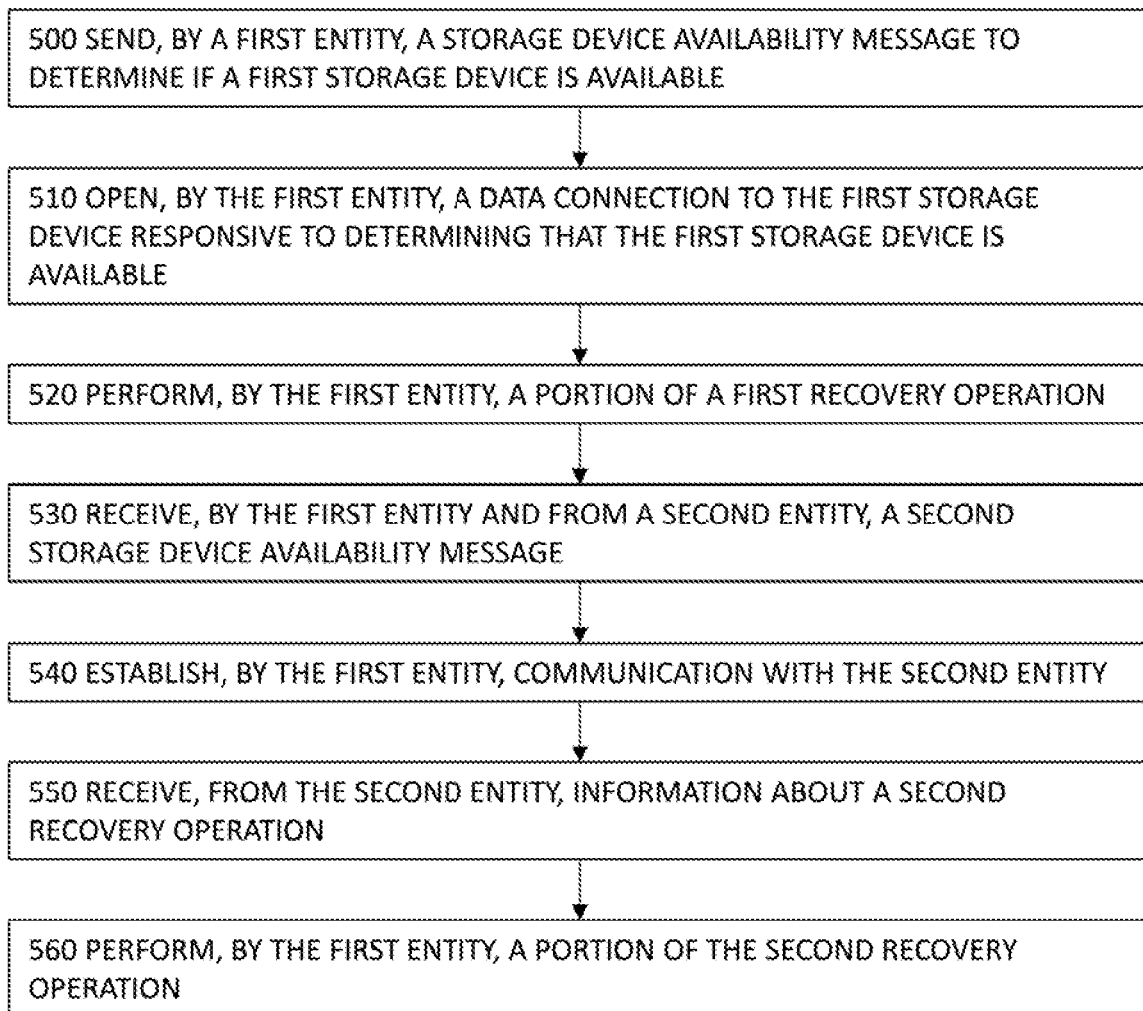 500 SEND, BY A FIRST ENTITY, A STORAGE DEVICE AVAILABILITY MESSAGE TO
DETERMINE IF A FIRST STORAGE DEVICE IS AVAILABLE
510 OPEN, BY THE FIRST ENTITY, A DATA CONNECTION TO THE FIRST STORAGE
DEVICE RESPONSIVE TO DETERMINING THAT THE FIRST STORAGE DEVICE IS
AVAILABLE
520 PERFORM, BY THE FIRST ENTITY, A PORTION OF A FIRST RECOVERY OPERATION
530 RECEIVE, BY THE FIRST ENTITY AND FROM A SECOND ENTITY, A SECOND
STORAGE DEVICE AVAILABILITY MESSAGE
540 ESTABLISH, BY THE FIRST ENTITY, COMMUNICATION WITH THE SECOND ENTITY
550 RECEIVE, FROM THE SECOND ENTITY, INFORMATION ABOUT A SECOND
RECOVERY OPERATION
560 PERFORM, BY THE FIRST ENTITY, A PORTION OF THE SECOND RECOVERY
OPERATION